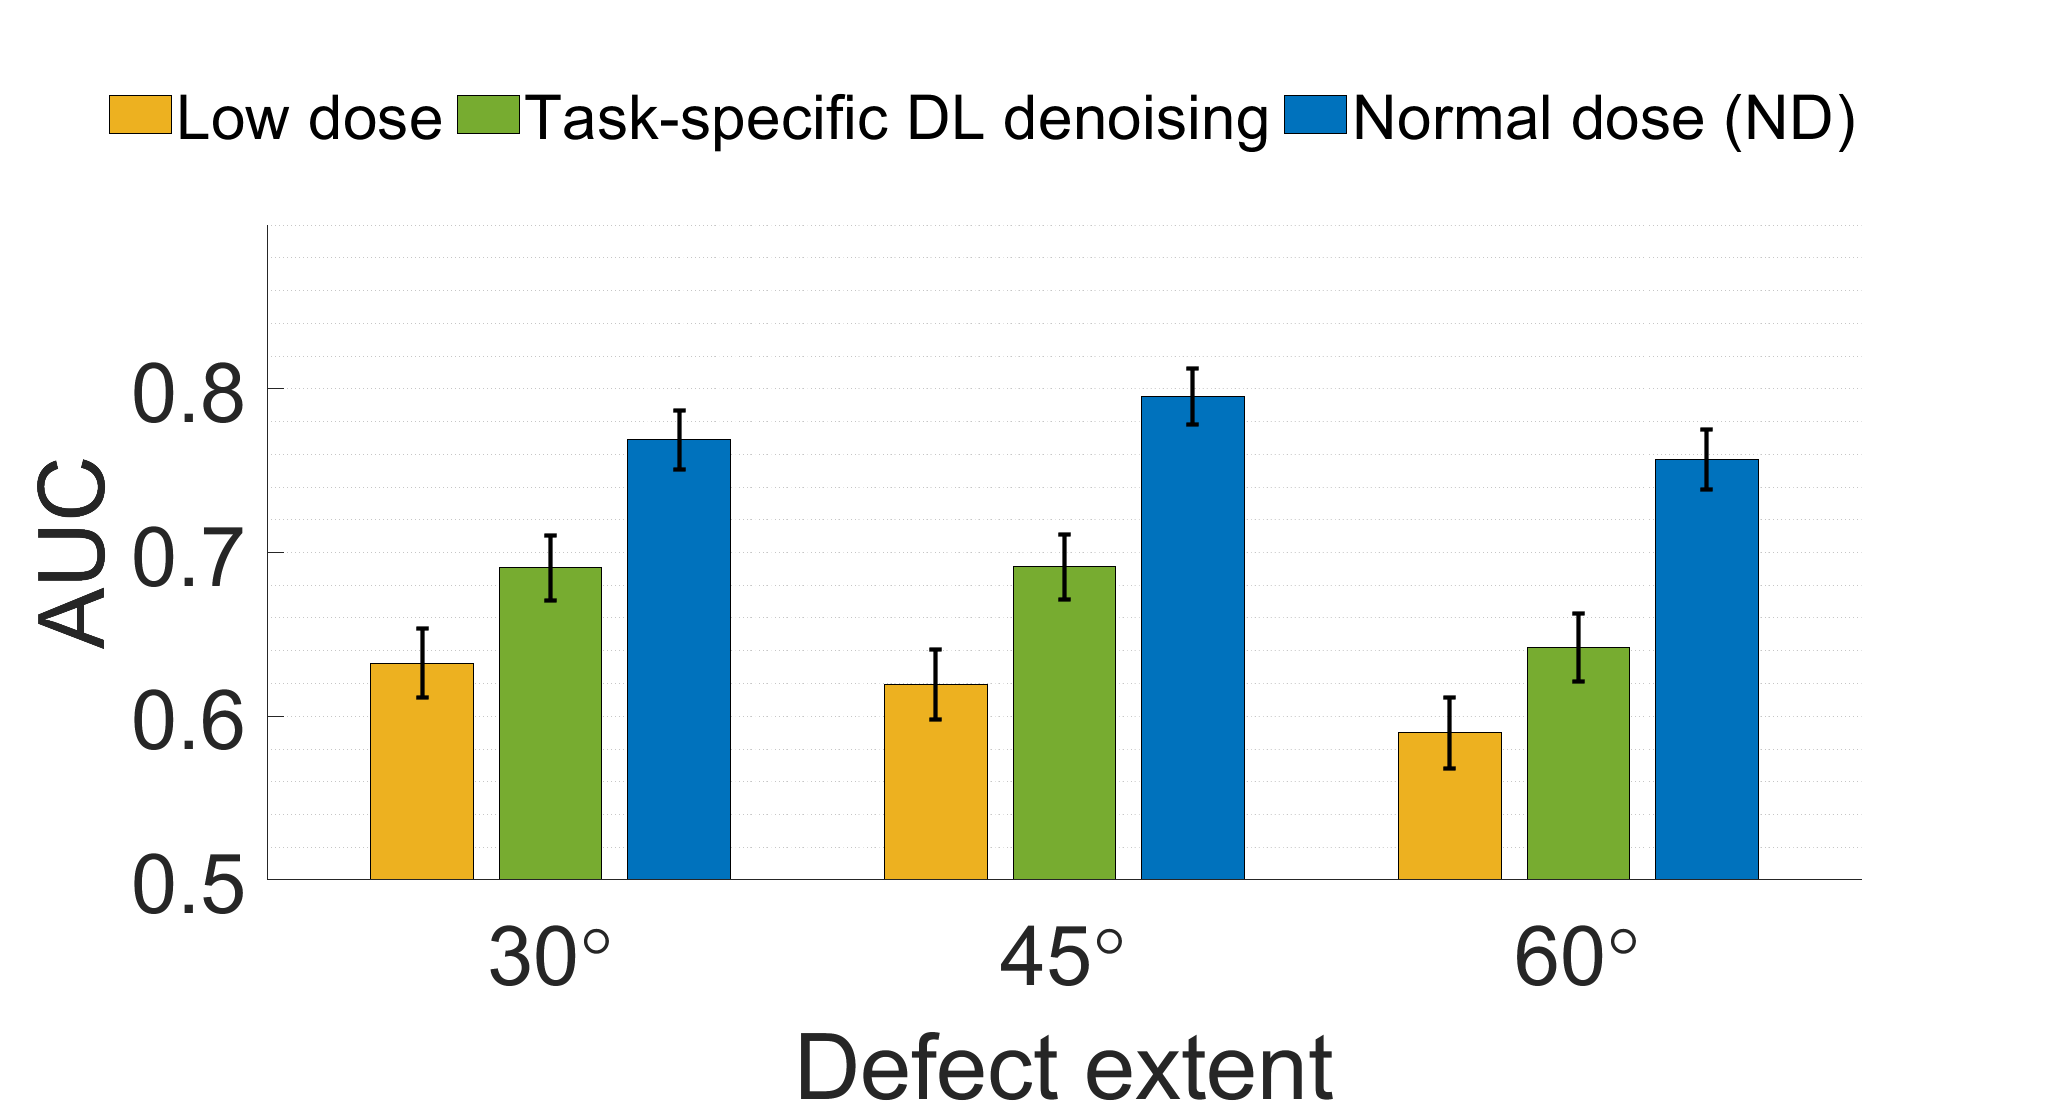 Low dose Task-specific DL denoising Normal dose (ND)
AUC
0.8
0.7
0.6
0.5
30° 45° 60°
Defect extent